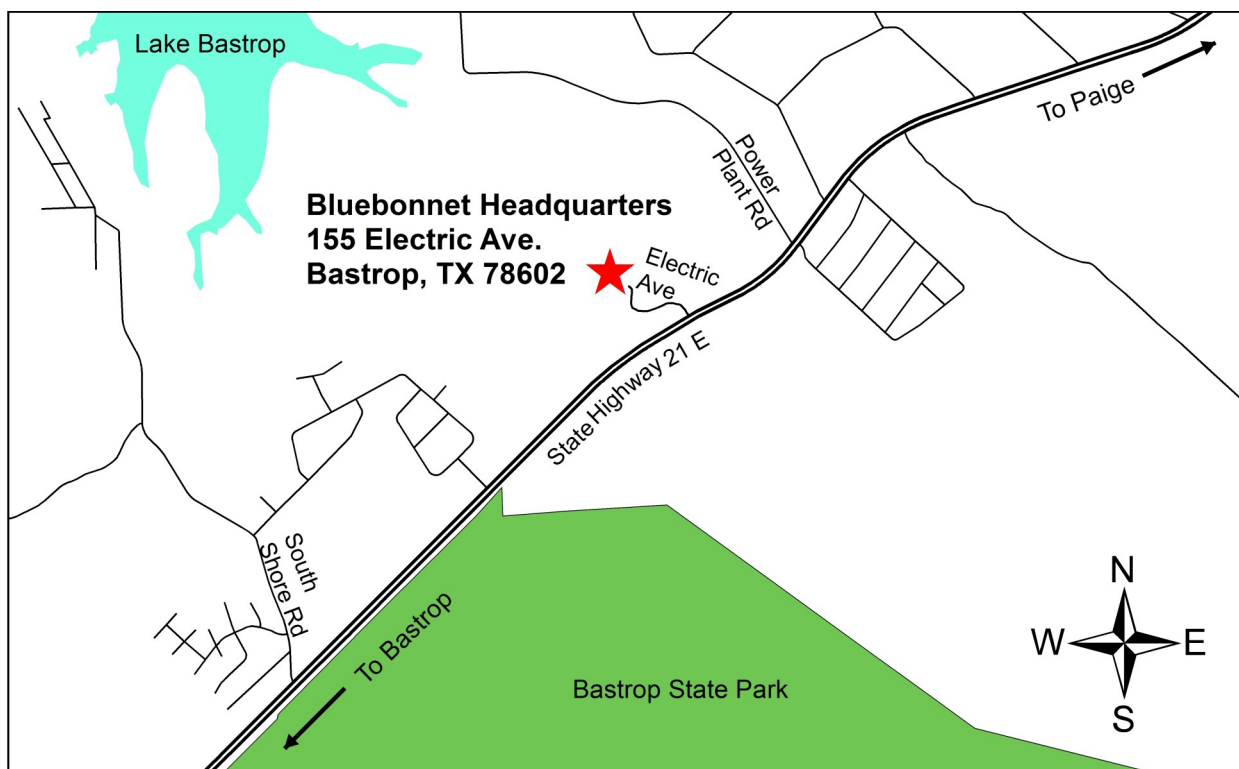 Lake Bastrop
To Paige
Power
Plant Rd
Bluebonnet Headquarters
155 Electric Ave.
Bastrop, TX 78602
Electric
Ave
State Highway 21 E
South
Shore Rd
To Bastrop
Bastrop State Park
N
W
E
S